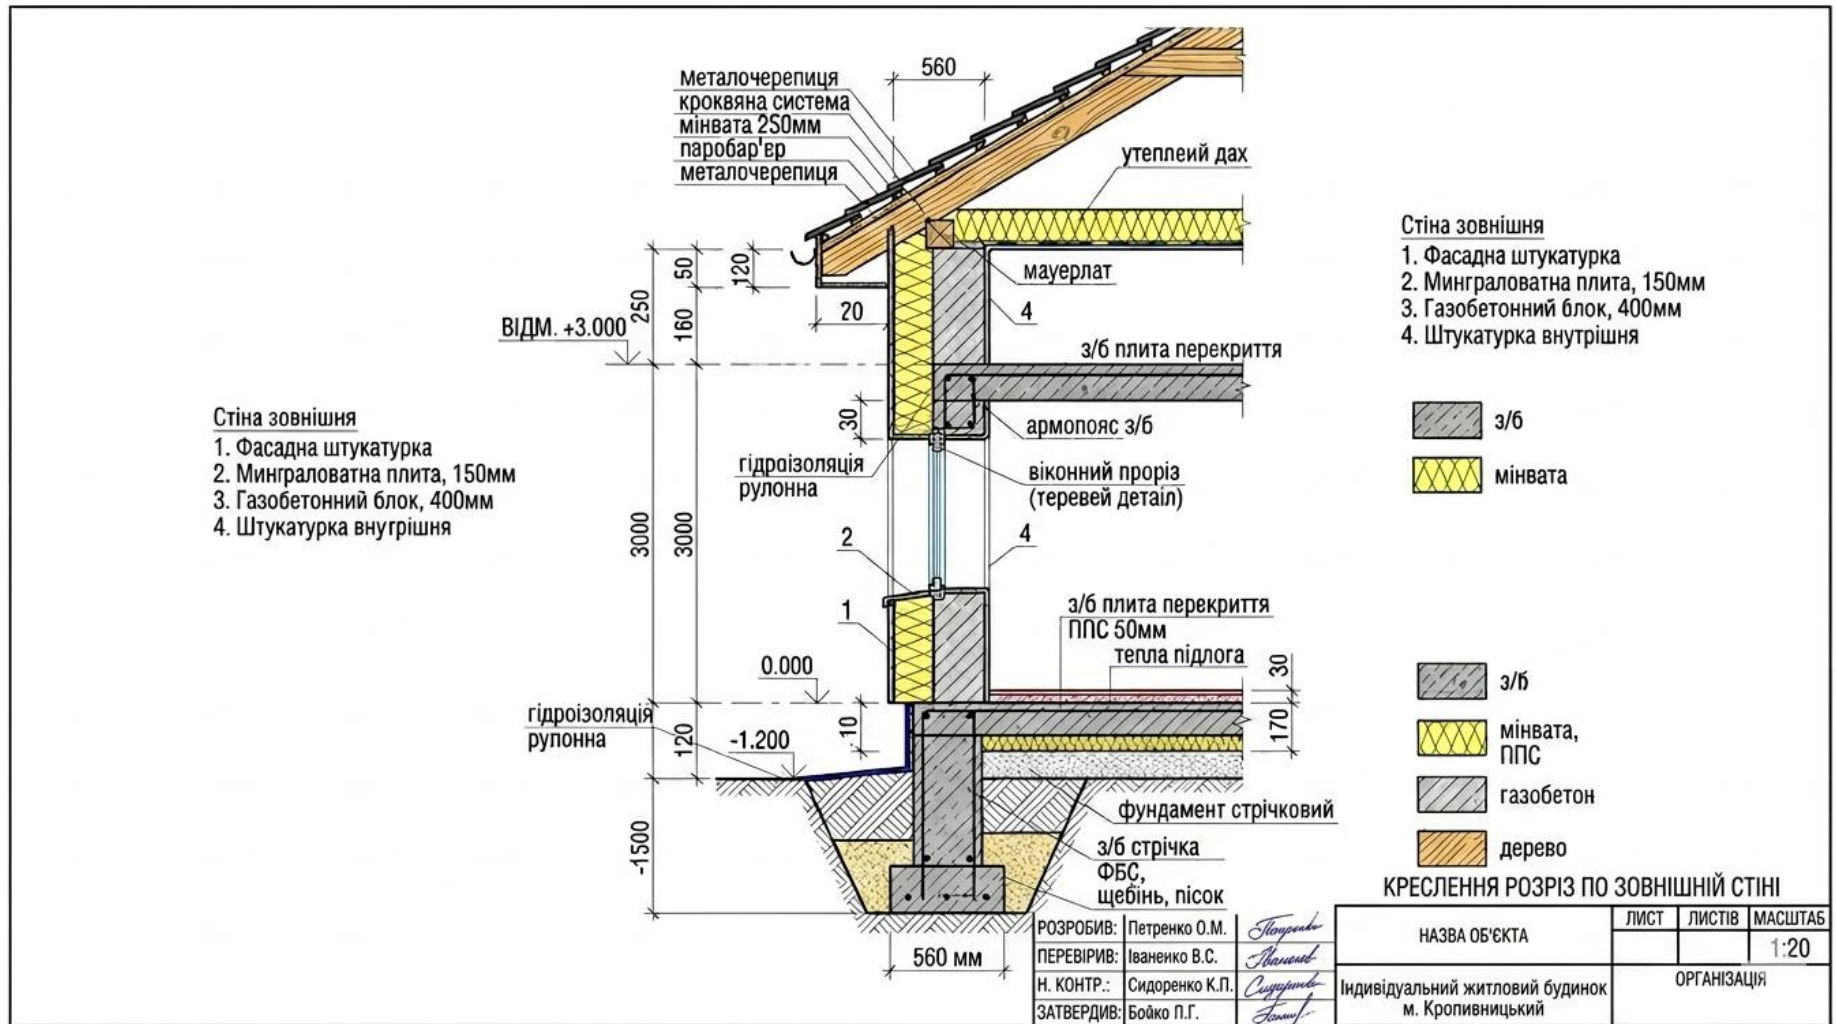 560
Металочерепиця
кроквяна система
мінвата 2S0мм
паробар'єр
металочерепиця
утеплеий дах
50
120
250
160
20
мауерлат
4
ВІДМ. +3.000
з/б плита перекриття
30
армопояс з/б
гідроізоляція
рулонна
віконний проріз
(теревей детаіл)
Стіна зовнішня
1. Фасадна штукатурка
2. Минграловатна плита, 150мм
3. Газобетонний блок, 400мм
4. Штукатурка внутрішня
Стіна зовнішия
1. Фасадна штукатурка
2. Минграловатна плита, 150мм
3. Газобетонний блок, 400мм
4. Штукатурка внугрішня
з/б
мінвата
3000
3000
2
4
1
з/б плита перекриття
ППС 50мм
тепла підлога
30
0.000
гідроізоляція
рулонна
-1.200
120
10
170
-1500
фундамент стрічковий
з/б стрічка
ФБС,
щебінь, пісок
560 мм
з/б
мінвата,
ППС
газобетон
дерево
КРЕСЛЕННЯ РОЗРІЗ ПО ЗОВНІШНІЙ СТІНІ
РОЗРОБИВ: Петренко О.М.
ПЕРЕВІРИВ: Іваненко В.С.
Н. КОНТР.: Сидоренко К.П.
ЗАТВЕРДИВ: Бойко П.Г.
НАЗВА ОБ'ЄКТА
ЛИСТ ЛИСТІВ МАСШТАБ
1:20
Індивідуальний житловий будинок
м. Кропивницький
ОРГАНІЗАЦІЯ